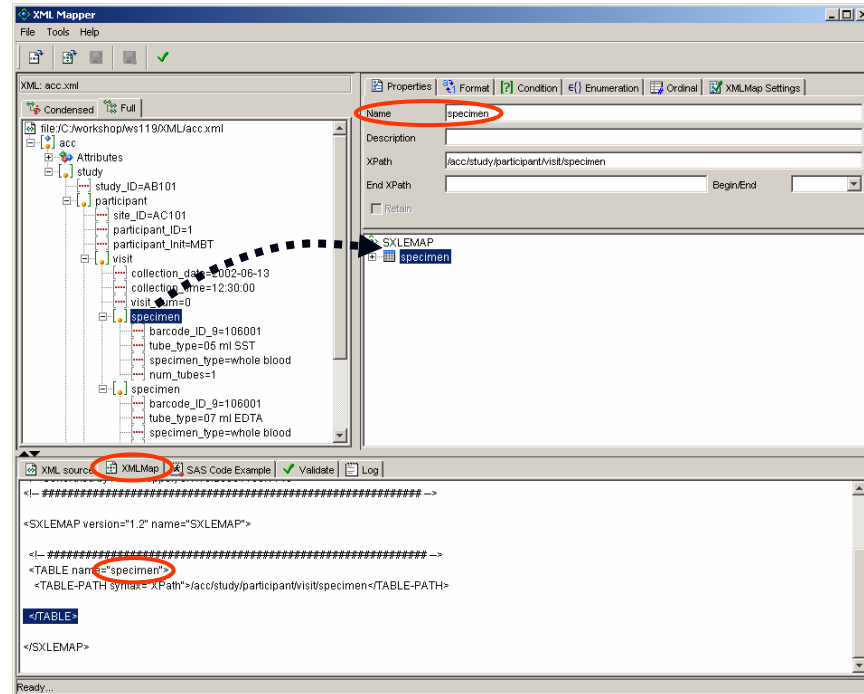 XML Mapper
File Tools Help
XML: acc.xml
Condensed Full
file:/C:/workshop/ws119/XML/acc.xml
acc
Attributes
study
study_ID=AB101
participant
site_ID=AC101
participant_ID=1
participant_Init=MBT
visit
collection_date=2002-06-13
collection_time=12:30:00
visit_num=0
specimen
barcode_ID_9=106001
tube_type=05 ml SST
specimen_type=whole blood
num_tubes=1
specimen
barcode_ID_9=106001
tube_type=07 ml EDTA
specimen_type=whole blood
Properties Format [?] Condition €{} Enumeration Ordinal XMLMap Settings
Name specimen
Description
XPath /acc/study/participant/visit/specimen
End XPath Begin/End
Retain
SXLEMAP
specimen
XML source XMLMap SAS Code Example Validate Log
<!-- ############################################################ -->
<SXLEMAP version="1.2" name="SXLEMAP">
<!-- ############################################################ -->
<TABLE name="specimen">
<TABLE-PATH syntax="XPath">/acc/study/participant/visit/specimen</TABLE-PATH>
</TABLE>
</SXLEMAP>
Ready...